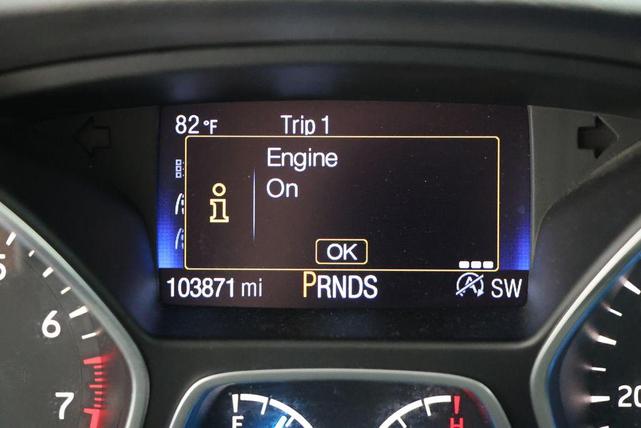 82°F Trip 1
Engine
On
i
OK
103871 mi PRNDS SW
5
6
7
E H
20